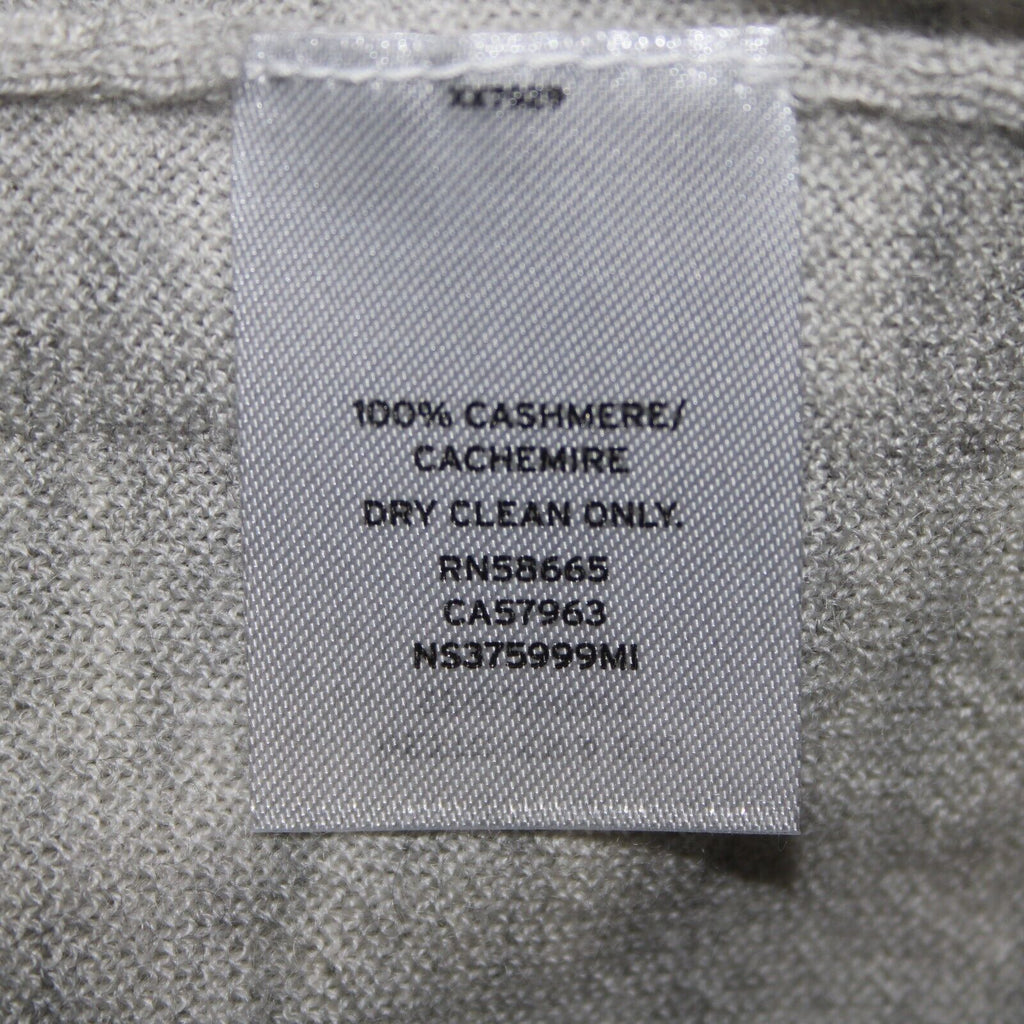 XX7929
100% CASHMERE/
CACHEMIRE
DRY CLEAN ONLY.
RN58665
CA57963
NS375999MI